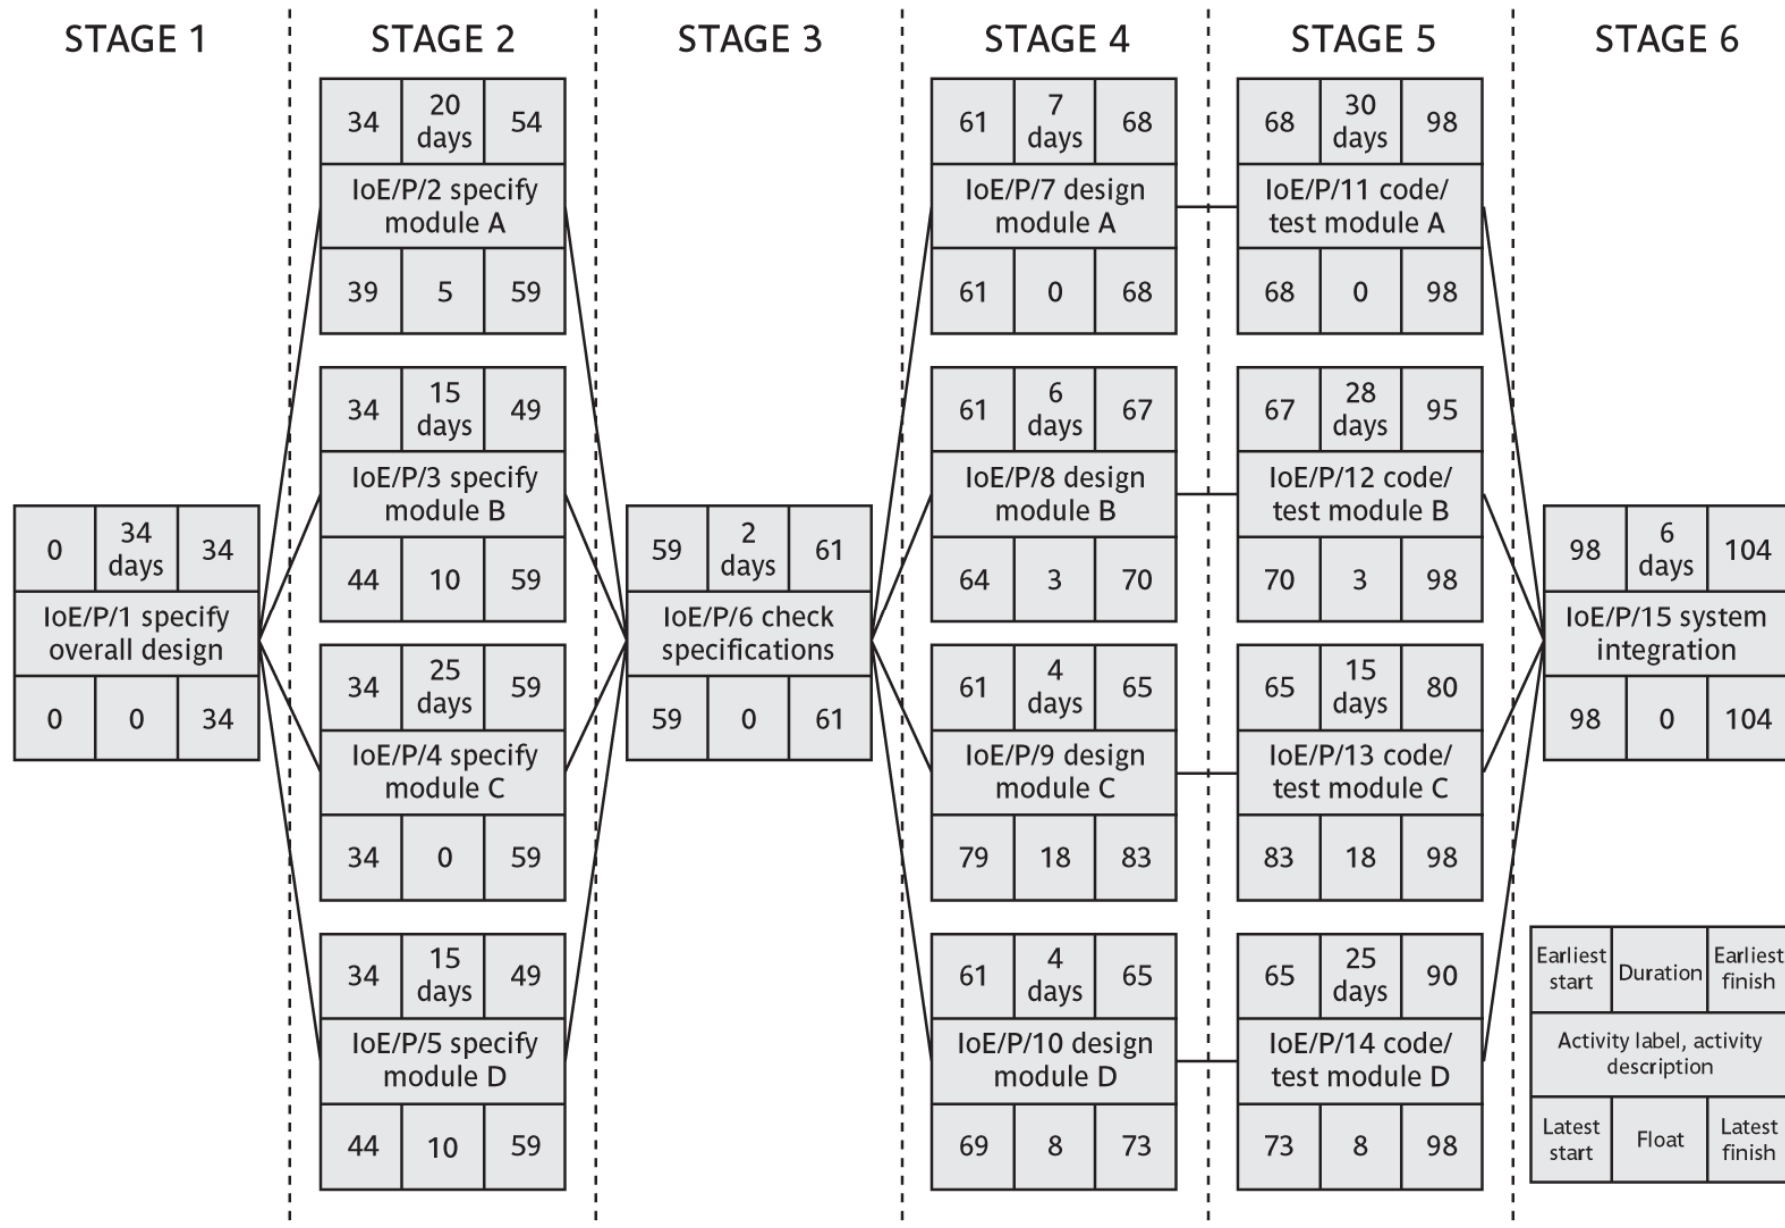 STAGE 1
STAGE 2
STAGE 3
STAGE 4
STAGE 5
STAGE 6
0
34
days
34
IoE/P/1 specify
overall design
0
0
34
34
20
days
54
IoE/P/2 specify
module A
39
5
59
34
15
days
49
IoE/P/3 specify
module B
44
10
59
34
25
days
59
IoE/P/4 specify
module C
34
0
59
34
15
days
49
IoE/P/5 specify
module D
44
10
59
59
2
days
61
IoE/P/6 check
specifications
59
0
61
61
7
days
68
IoE/P/7 design
module A
61
0
68
61
6
days
67
IoE/P/8 design
module B
64
3
70
61
4
days
65
IoE/P/9 design
module C
79
18
83
61
4
days
65
IoE/P/10 design
module D
69
8
73
68
30
days
98
IoE/P/11 code/
test module A
68
0
98
67
28
days
95
IoE/P/12 code/
test module B
70
3
98
65
15
days
80
IoE/P/13 code/
test module C
83
18
98
65
25
days
90
IoE/P/14 code/
test module D
73
8
98
98
6
days
104
IoE/P/15 system
integration
98
0
104
Earliest
start
Duration
Earliest
finish
Activity label, activity
description
Latest
start
Float
Latest
finish